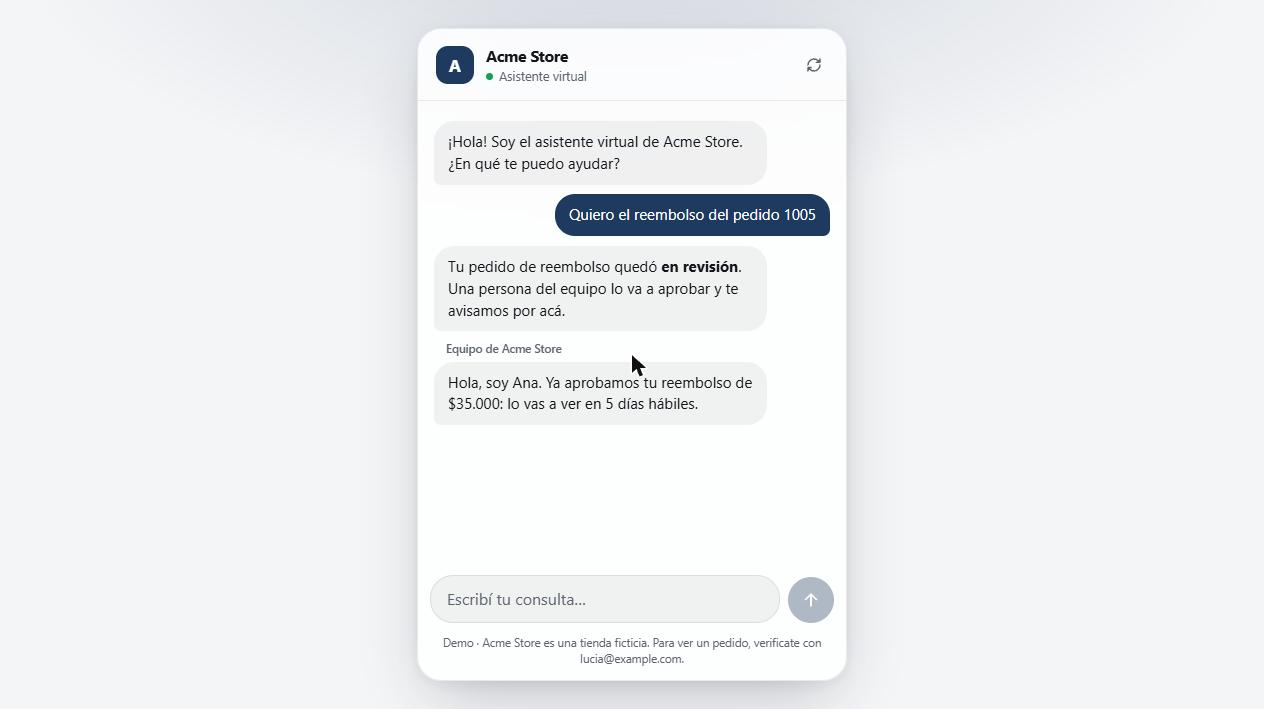 A
Acme Store
Asistente virtual
¡Hola! Soy el asistente virtual de Acme Store.
¿En qué te puedo ayudar?
Quiero el reembolso del pedido 1005
Tu pedido de reembolso quedó en revisión.
Una persona del equipo lo va a aprobar y te
avisamos por acá.
Equipo de Acme Store
Hola, soy Ana. Ya aprobamos tu reembolso de
$35.000: lo vas a ver en 5 días hábiles.
Escribí tu consulta...
Demo · Acme Store es una tienda ficticia. Para ver un pedido, verificate con
lucia@example.com.